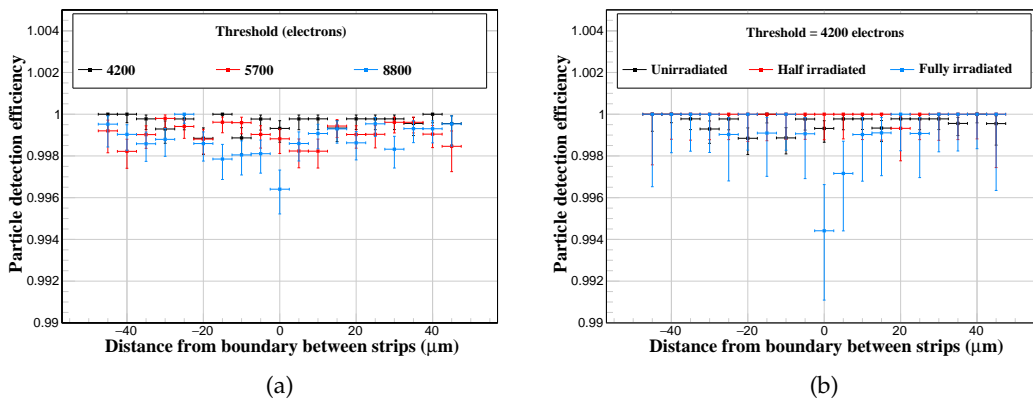 Threshold (electrons)
4200 5700 8800
Particle detection efficiency
1.004
1.002
1
0.998
0.996
0.994
0.992
0.99
−40 −20 0 20 40
Distance from boundary between strips (μm)
(a)
Threshold = 4200 electrons
Unirradiated Half irradiated Fully irradiated
Particle detection efficiency
1.004
1.002
1
0.998
0.996
0.994
0.992
0.99
−40 −20 0 20 40
Distance from boundary between strips (μm)
(b)